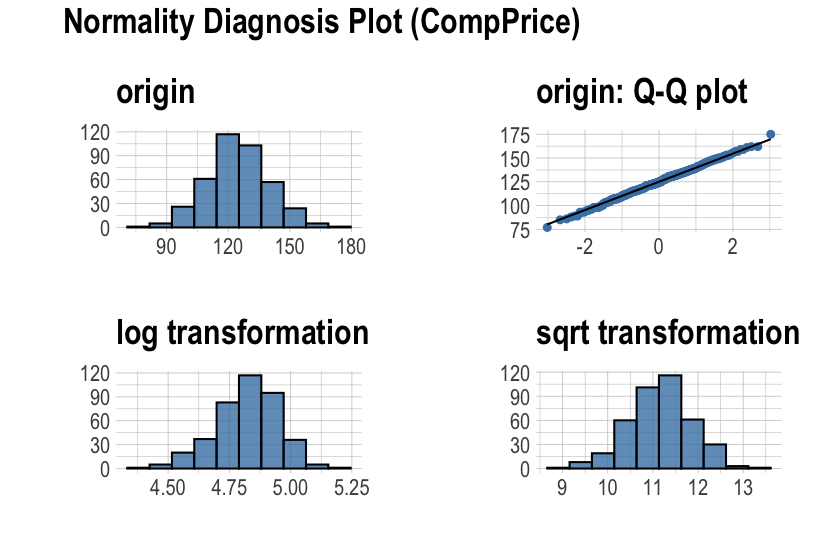 Normality Diagnosis Plot (CompPrice)
origin
120
90
60
30
0
90 120 150 180
origin: Q-Q plot
175
150
125
100
75
-2 0 2
log transformation
120
90
60
30
0
4.50 4.75 5.00 5.25
sqrt transformation
120
90
60
30
0
9 10 11 12 13